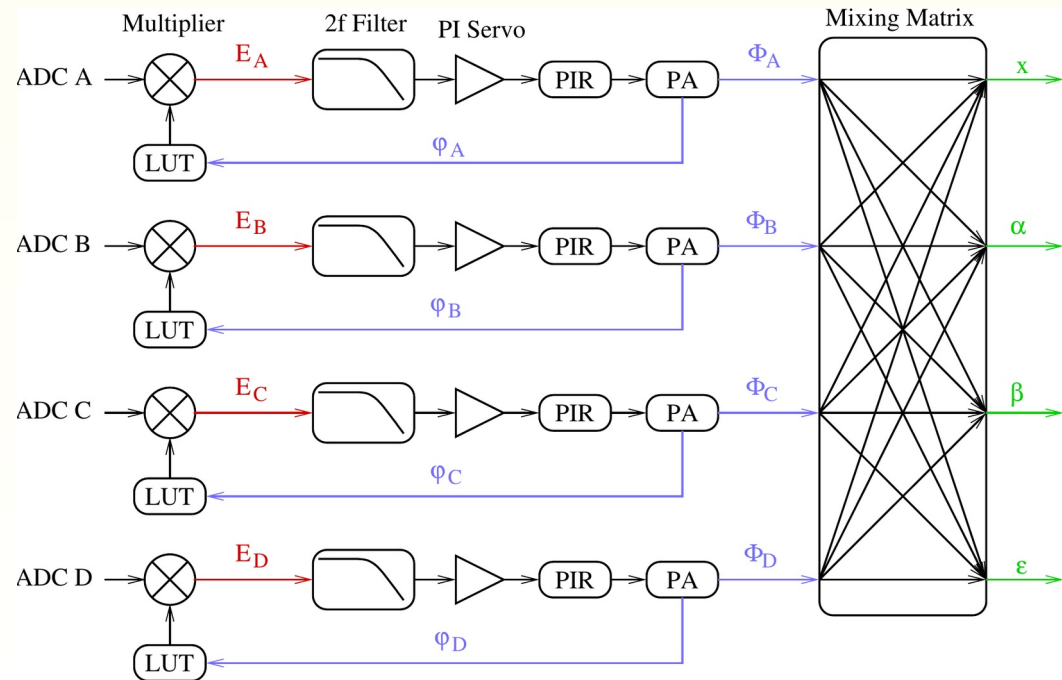 Multiplier 2f Filter PI Servo Mixing Matrix
ADC A E_A PIR PA Φ_A x
LUT φ_A
ADC B E_B PIR PA Φ_B α
LUT φ_B
ADC C E_C PIR PA Φ_C β
LUT φ_C
ADC D E_D PIR PA Φ_D ε
LUT φ_D